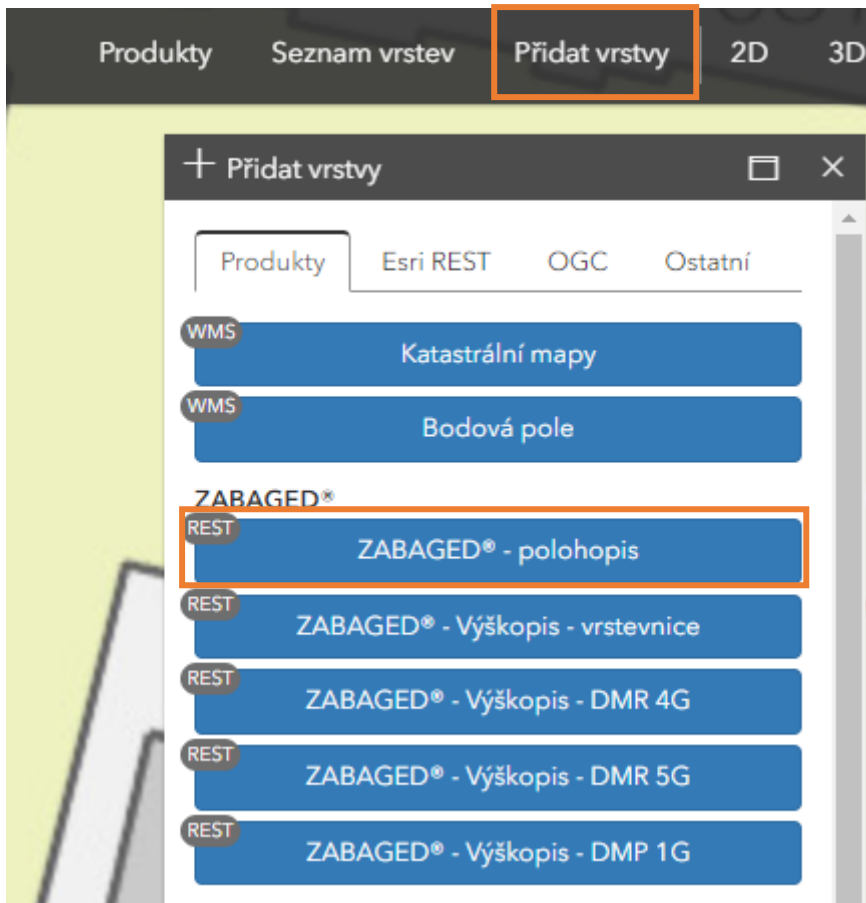 Produkty Seznam vrstev Přidat vrstvy 2D 3D
+ Přidat vrstvy
Produkty Esri REST OGC Ostatní
WMS
Katastrální mapy
WMS
Bodová pole
ZABAGED®
REST
ZABAGED® - polohopis
REST
ZABAGED® - Výškopis - vrstevnice
REST
ZABAGED® - Výškopis - DMR 4G
REST
ZABAGED® - Výškopis - DMR 5G
REST
ZABAGED® - Výškopis - DMP 1G